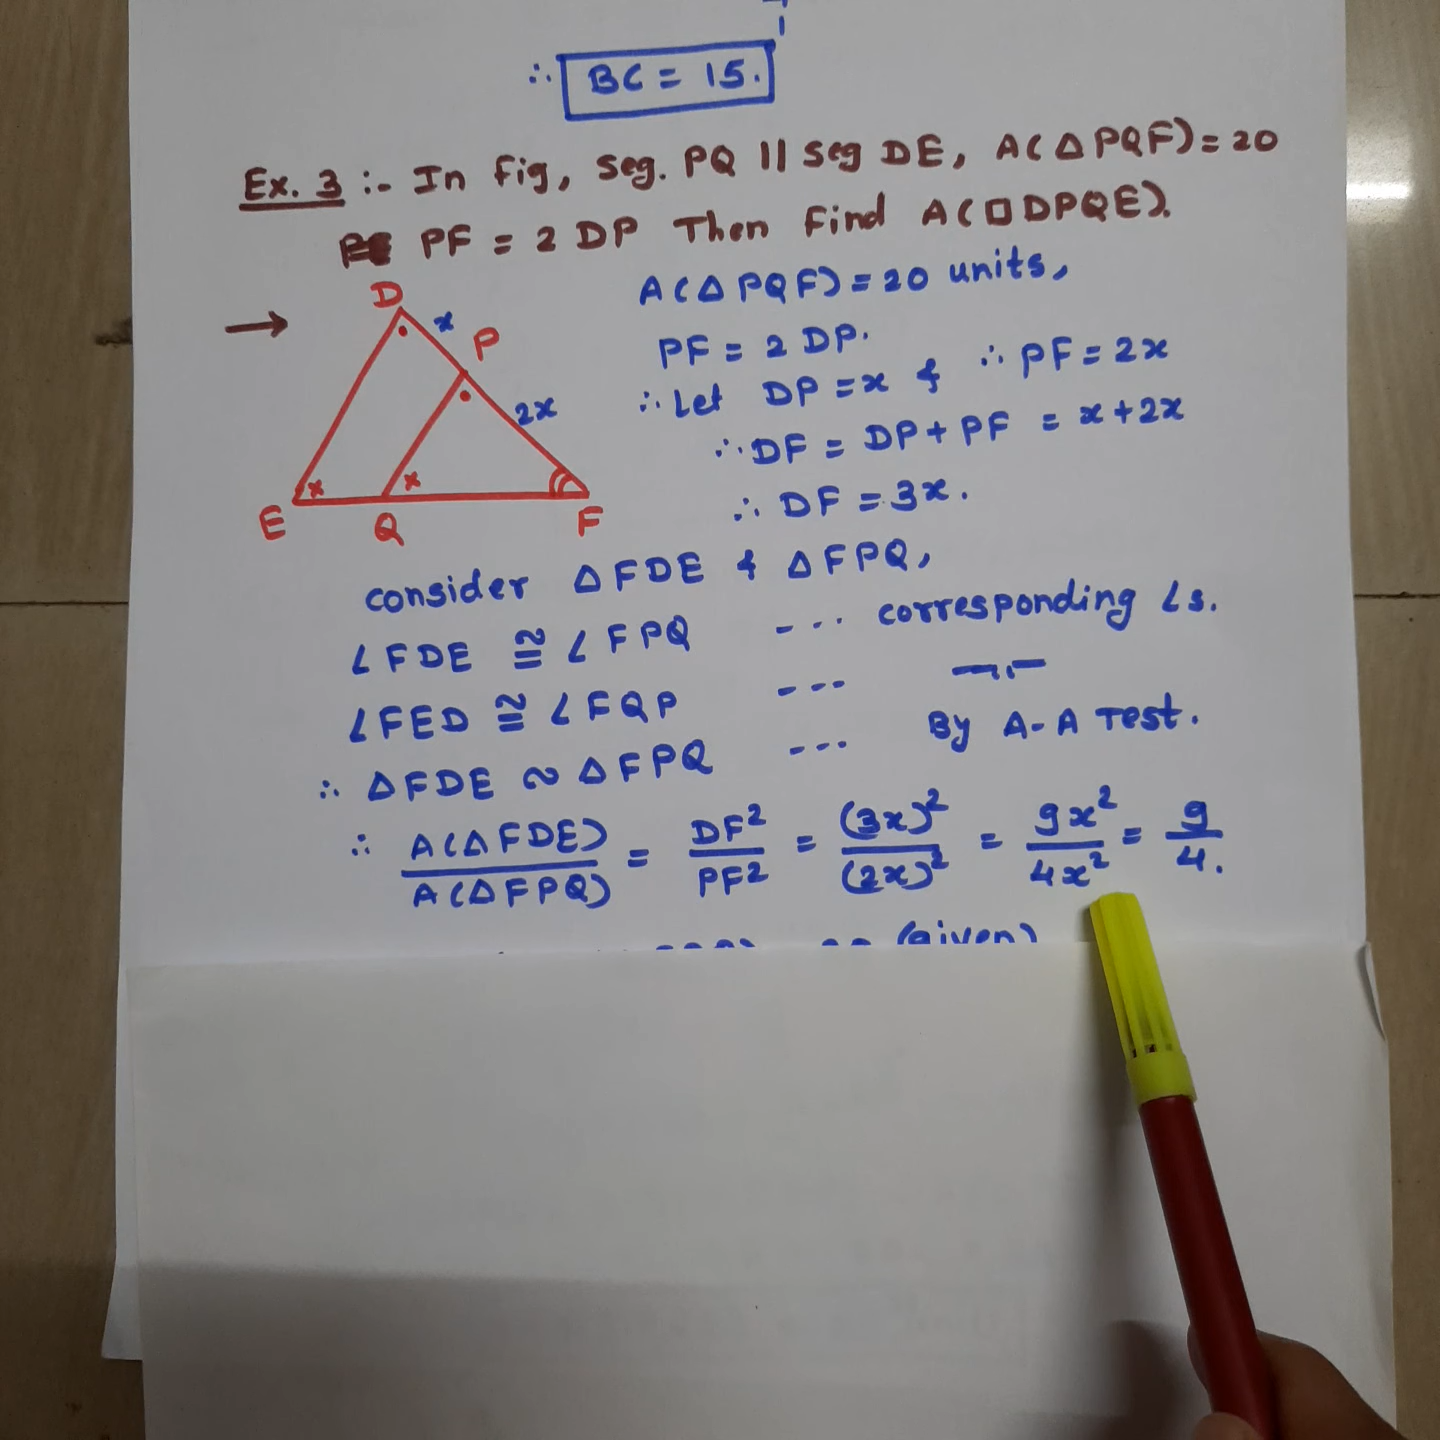 ∴ BC = 15.
Ex. 3 :- In fig, seg. PQ || seg DE, A(△PQF) = 20
PF = 2 DP Then Find A(□DPQE).
A(△PQF) = 20 units,
PF = 2 DP.
∴ Let DP = x & ∴ PF = 2x
∴ DF = DP + PF = x + 2x
∴ DF = 3x.
D
x
P
2x
x
x
E
Q
F
consider △FDE & △FPQ,
∠FDE ≅ ∠FPQ --- corresponding ∠s.
∠FED ≅ ∠FQP --- —〃—
∴ △FDE ~ △FPQ --- By A-A Test.
∴ A(△FDE)/A(△FPQ) = DF²/PF² = (3x)²/(2x)² = 9x²/4x² = 9/4.
(given)